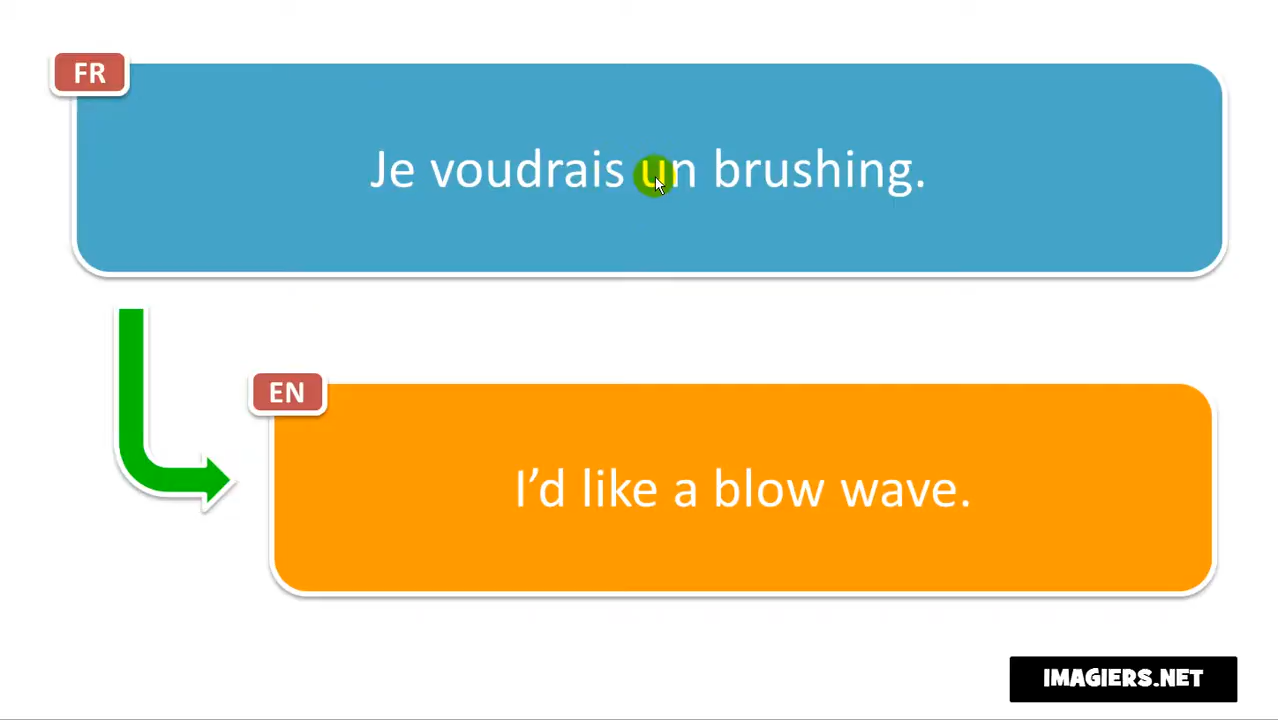 FR
Je voudrais un brushing.
EN
I’d like a blow wave.
IMAGIERS.NET